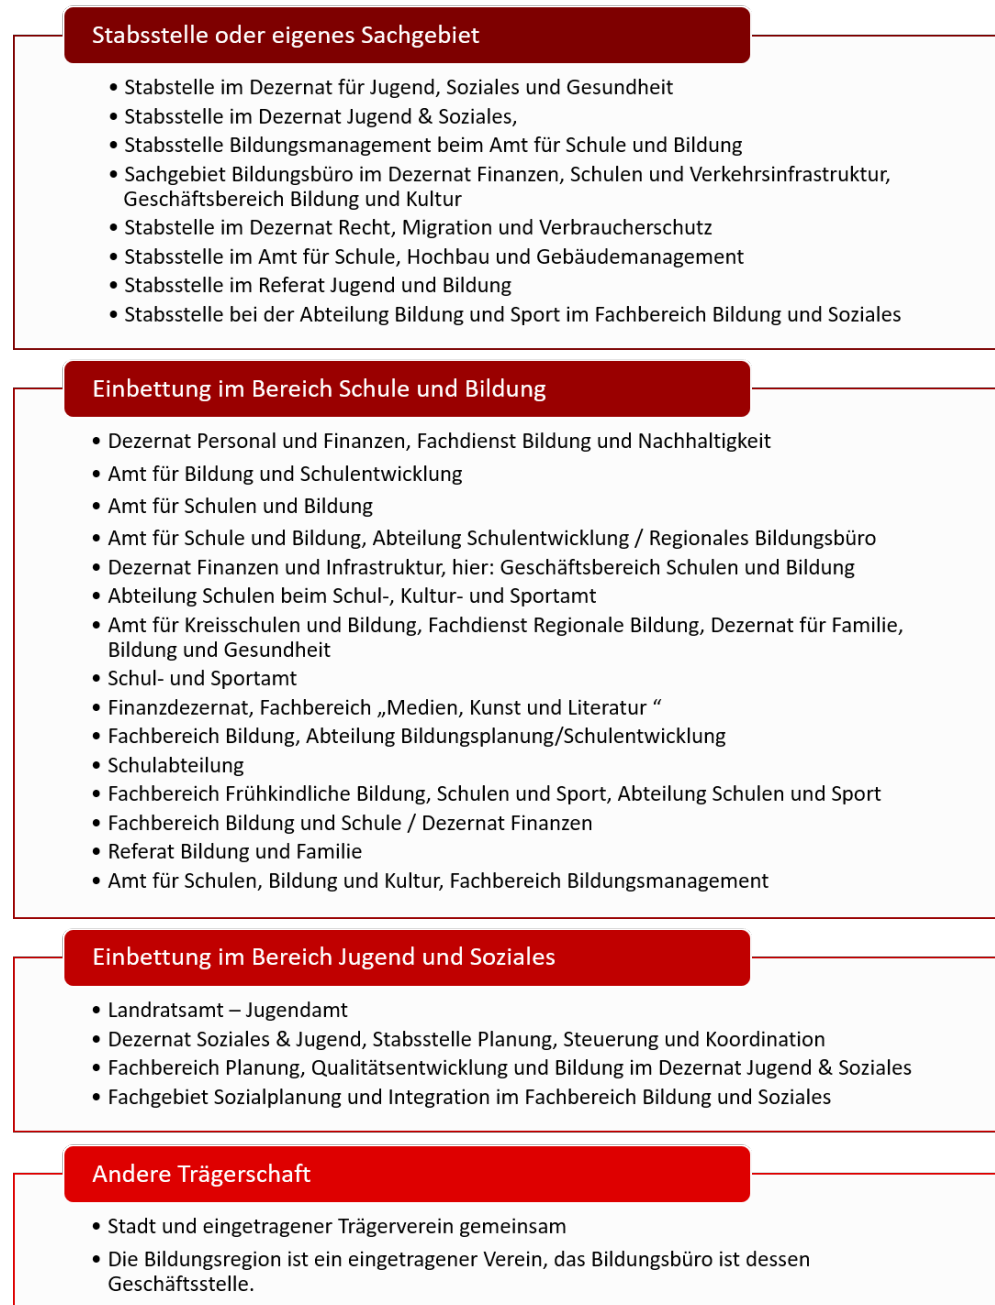 Stabsstelle oder eigenes Sachgebiet
• Stabstelle im Dezernat für Jugend, Soziales und Gesundheit
• Stabsstelle im Dezernat Jugend & Soziales,
• Stabsstelle Bildungsmanagement beim Amt für Schule und Bildung
• Sachgebiet Bildungsbüro im Dezernat Finanzen, Schulen und Verkehrsinfrastruktur,
Geschäftsbereich Bildung und Kultur
• Stabstelle im Dezernat Recht, Migration und Verbraucherschutz
• Stabsstelle im Amt für Schule, Hochbau und Gebäudemanagement
• Stabsstelle im Referat Jugend und Bildung
• Stabsstelle bei der Abteilung Bildung und Sport im Fachbereich Bildung und Soziales
Einbettung im Bereich Schule und Bildung
• Dezernat Personal und Finanzen, Fachdienst Bildung und Nachhaltigkeit
• Amt für Bildung und Schulentwicklung
• Amt für Schulen und Bildung
• Amt für Schule und Bildung, Abteilung Schulentwicklung / Regionales Bildungsbüro
• Dezernat Finanzen und Infrastruktur, hier: Geschäftsbereich Schulen und Bildung
• Abteilung Schulen beim Schul-, Kultur- und Sportamt
• Amt für Kreisschulen und Bildung, Fachdienst Regionale Bildung, Dezernat für Familie,
Bildung und Gesundheit
• Schul- und Sportamt
• Finanzdezernat, Fachbereich „Medien, Kunst und Literatur “
• Fachbereich Bildung, Abteilung Bildungsplanung/Schulentwicklung
• Schulabteilung
• Fachbereich Frühkindliche Bildung, Schulen und Sport, Abteilung Schulen und Sport
• Fachbereich Bildung und Schule / Dezernat Finanzen
• Referat Bildung und Familie
• Amt für Schulen, Bildung und Kultur, Fachbereich Bildungsmanagement
Einbettung im Bereich Jugend und Soziales
• Landratsamt – Jugendamt
• Dezernat Soziales & Jugend, Stabsstelle Planung, Steuerung und Koordination
• Fachbereich Planung, Qualitätsentwicklung und Bildung im Dezernat Jugend & Soziales
• Fachgebiet Sozialplanung und Integration im Fachbereich Bildung und Soziales
Andere Trägerschaft
• Stadt und eingetragener Trägerverein gemeinsam
• Die Bildungsregion ist ein eingetragener Verein, das Bildungsbüro ist dessen
Geschäftsstelle.